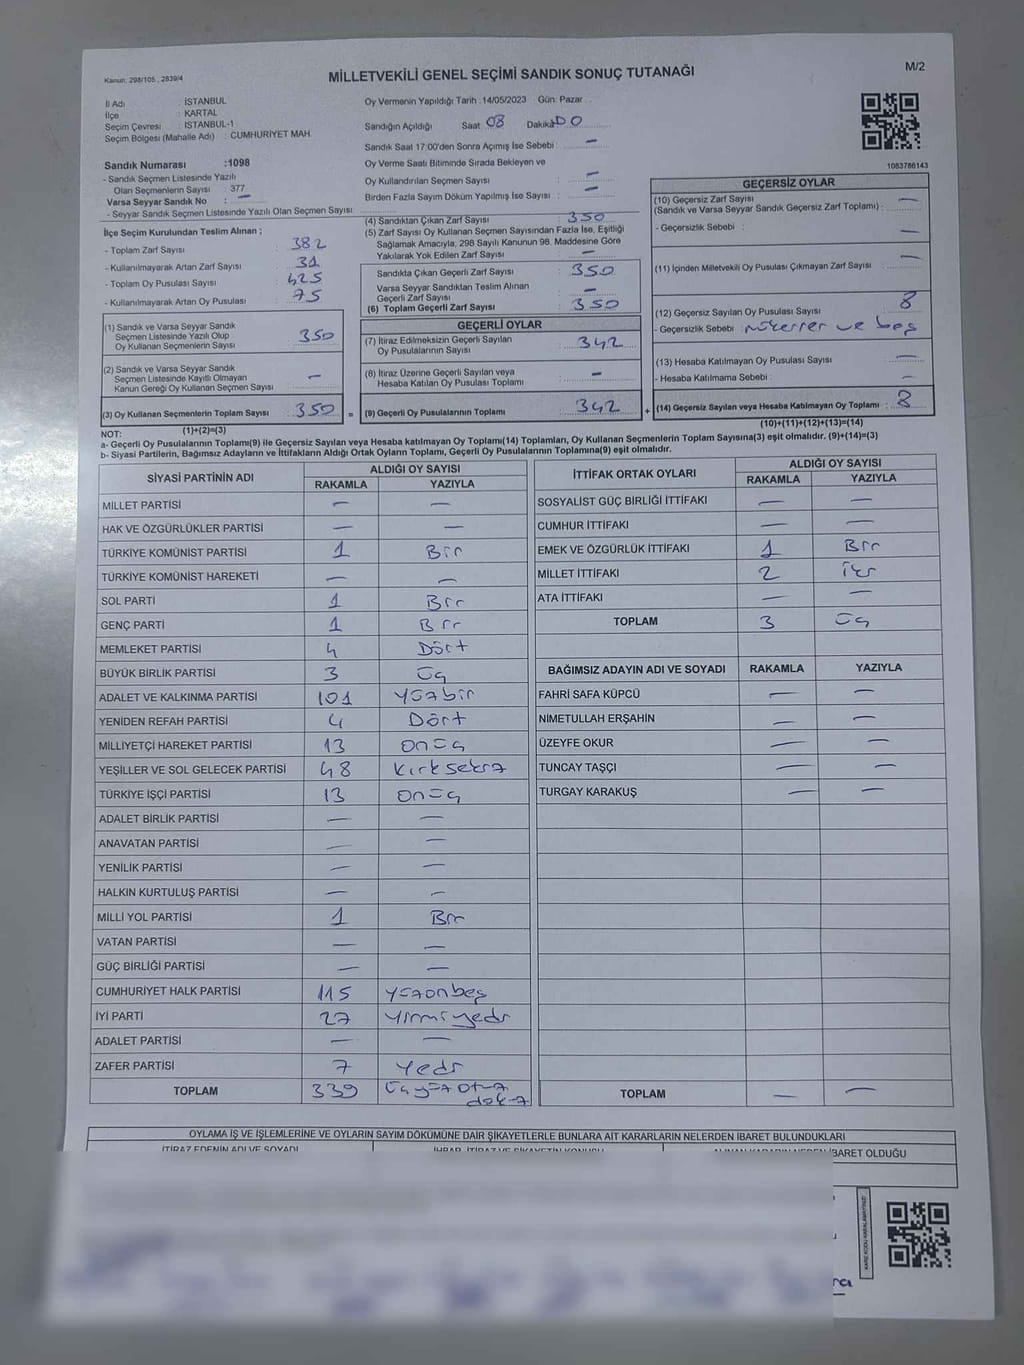 Kanun, 298/105 , 2839/4
MİLLETVEKİLİ GENEL SEÇİMİ SANDIK SONUÇ TUTANAĞI
M/2
İl Adı : İSTANBUL
İlçe : KARTAL
Seçim Çevresi : İSTANBUL-1
Seçim Bölgesi (Mahalle Adı) : CUMHURİYET MAH
Oy Vermenin Yapıldığı Tarih :14/05/2023 Gün: Pazar
Sandığın Açıldığı Saat 08 Dakika 00
Sandık Saat 17:00'den Sonra Açımış İse Sebebi : —
Oy Verme Saati Bitiminde Sırada Bekleyen ve
Oy Kullandırılan Seçmen Sayısı : —
Birden Fazla Sayım Döküm Yapılmış İse Sayısı : —
1083786143
Sandık Numarası :1098
- Sandık Seçmen Listesinde Yazılı
Olan Seçmenlerin Sayısı : 377
Varsa Seyyar Sandık No : —
- Seyyar Sandık Seçmen Listesinde Yazılı Olan Seçmen Sayısı :
İlçe Seçim Kurulundan Teslim Alınan ;
- Toplam Zarf Sayısı : 382
- Kullanılmayarak Artan Zarf Sayısı : 31
- Toplam Oy Pusulası Sayısı : 425
- Kullanılmayarak Artan Oy Pusulası : 75
(4) Sandıktan Çıkan Zarf Sayısı : 350
(5) Zarf Sayısı Oy Kullanan Seçmen Sayısından Fazla İse, Eşitliği
Sağlamak Amacıyla, 298 Sayılı Kanunun 98. Maddesine Göre
Yakılarak Yok Edilen Zarf Sayısı : —
Sandıkta Çıkan Geçerli Zarf Sayısı : 350
Varsa Seyyar Sandıktan Teslim Alınan
Geçerli Zarf Sayısı : —
(6) Toplam Geçerli Zarf Sayısı : 350
GEÇERSİZ OYLAR
(10) Geçersiz Zarf Sayısı
(Sandık ve Varsa Seyyar Sandık Geçersiz Zarf Toplamı) : —
- Geçersizlik Sebebi : —
(11) İçinden Milletvekili Oy Pusulası Çıkmayan Zarf Sayısı : —
(12) Geçersiz Sayılan Oy Pusulası Sayısı : 8
- Geçersizlik Sebebi : mükerrer ve boş
(13) Hesaba Katılmayan Oy Pusulası Sayısı : —
- Hesaba Katılmama Sebebi : —
(14) Geçersiz Sayılan veya Hesaba Katılmayan Oy Toplamı : 8
(10)+(11)+(12)+(13)=(14)
(1) Sandık ve Varsa Seyyar Sandık
Seçmen Listesinde Yazılı Olup
Oy Kullanan Seçmenlerin Sayısı : 350
(2) Sandık ve Varsa Seyyar Sandık
Seçmen Listesinde Kayıtlı Olmayan
Kanun Gereği Oy Kullanan Seçmen Sayısı : —
(3) Oy Kullanan Seçmenlerin Toplam Sayısı : 350 =
(1)+(2)=(3)
GEÇERLİ OYLAR
(7) İtiraz Edilmeksizin Geçerli Sayılan
Oy Pusulalarının Sayısı : 342
(8) İtiraz Üzerine Geçerli Sayılan veya
Hesaba Katılan Oy Pusulası Toplamı : —
(9) Geçerli Oy Pusulalarının Toplamı : 342 +
NOT:
a- Geçerli Oy Pusulalarının Toplamı(9) ile Geçersiz Sayılan veya Hesaba katılmayan Oy Toplamı(14) Toplamları, Oy Kullanan Seçmenlerin Toplam Sayısına(3) eşit olmalıdır. (9)+(14)=(3)
b- Siyasi Partilerin, Bağımsız Adayların ve İttifakların Aldığı Ortak Oyların Toplamı, Geçerli Oy Pusulalarının Toplamına(9) eşit olmalıdır.
SİYASİ PARTİNİN ADI ALDIĞI OY SAYISI
RAKAMLA YAZIYLA
MİLLET PARTİSİ — —
HAK VE ÖZGÜRLÜKLER PARTİSİ — —
TÜRKİYE KOMÜNİST PARTİSİ 1 Bir
TÜRKİYE KOMÜNİST HAREKETİ — —
SOL PARTİ 1 Bir
GENÇ PARTİ 1 Bir
MEMLEKET PARTİSİ 4 Dört
BÜYÜK BİRLİK PARTİSİ 3 Üç
ADALET VE KALKINMA PARTİSİ 101 Yüzbir
YENİDEN REFAH PARTİSİ 4 Dört
MİLLİYETÇİ HAREKET PARTİSİ 13 onüç
YEŞİLLER VE SOL GELECEK PARTİSİ 48 kırksekiz
TÜRKİYE İŞÇİ PARTİSİ 13 onüç
ADALET BİRLİK PARTİSİ — —
ANAVATAN PARTİSİ — —
YENİLİK PARTİSİ — —
HALKIN KURTULUŞ PARTİSİ — —
MİLLİ YOL PARTİSİ 1 Bir
VATAN PARTİSİ — —
GÜÇ BİRLİĞİ PARTİSİ — —
CUMHURİYET HALK PARTİSİ 115 yüzonbeş
İYİ PARTİ 27 yirmiyedi
ADALET PARTİSİ — —
ZAFER PARTİSİ 7 Yedi
TOPLAM 339 üçyüz otuz
dokuz
İTTİFAK ORTAK OYLARI ALDIĞI OY SAYISI
RAKAMLA YAZIYLA
SOSYALİST GÜÇ BİRLİĞİ İTTİFAKI — —
CUMHUR İTTİFAKI — —
EMEK VE ÖZGÜRLÜK İTTİFAKI 1 Bir
MİLLET İTTİFAKI 2 iki
ATA İTTİFAKI — —
TOPLAM 3 üç
BAĞIMSIZ ADAYIN ADI VE SOYADI RAKAMLA YAZIYLA
FAHRİ SAFA KÜPCÜ — —
NİMETULLAH ERŞAHİN — —
ÜZEYFE OKUR — —
TUNCAY TAŞÇI — —
TURGAY KARAKUŞ — —
TOPLAM — —
OYLAMA İŞ VE İŞLEMLERİNE VE OYLARIN SAYIM DÖKÜMÜNE DAİR ŞİKAYETLERLE BUNLARA AİT KARARLARIN NELERDEN İBARET BULUNDUKLARI
İTİRAZ EDENİN ADI VE SOYADI İHBAR, İTİRAZ VE ŞİKAYETİN KONUSU İBARET OLDUĞU
KARE KODU KARALAMAYINIZ!